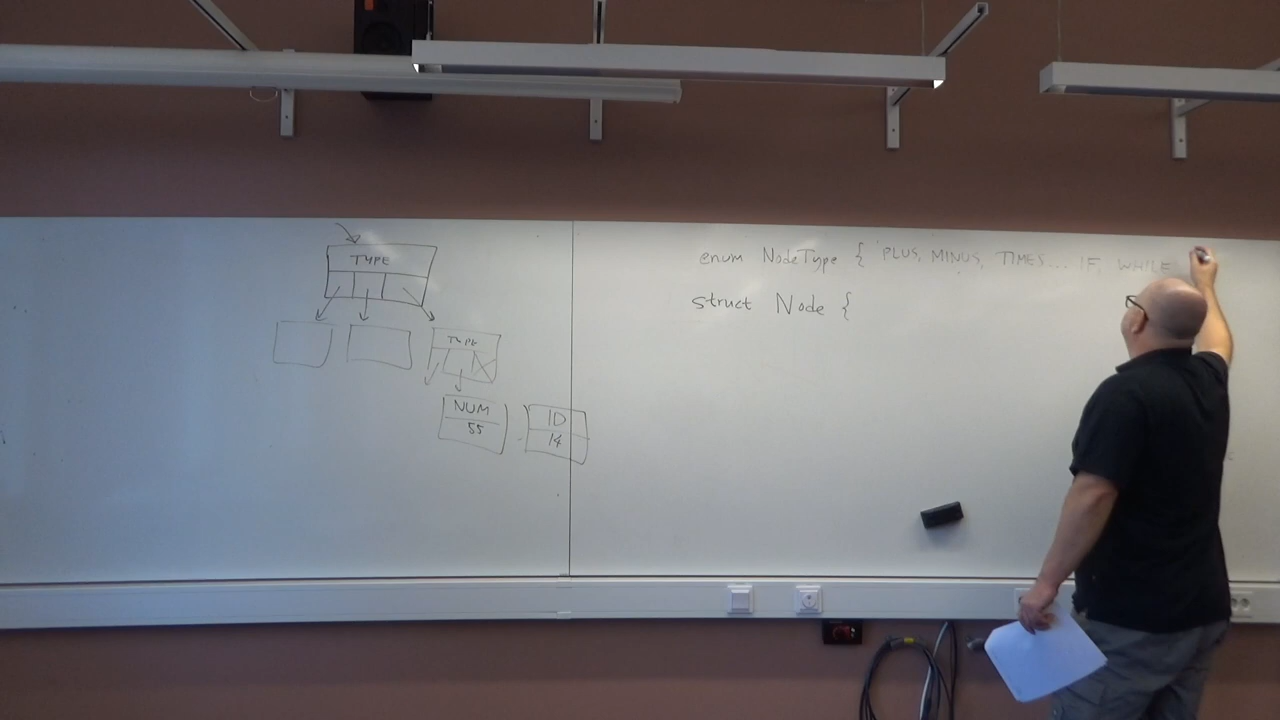 TYPE
TYPE
NUM
55
ID
14
enum NodeType { PLUS, MINUS, TIMES... IF, WHILE
struct Node {